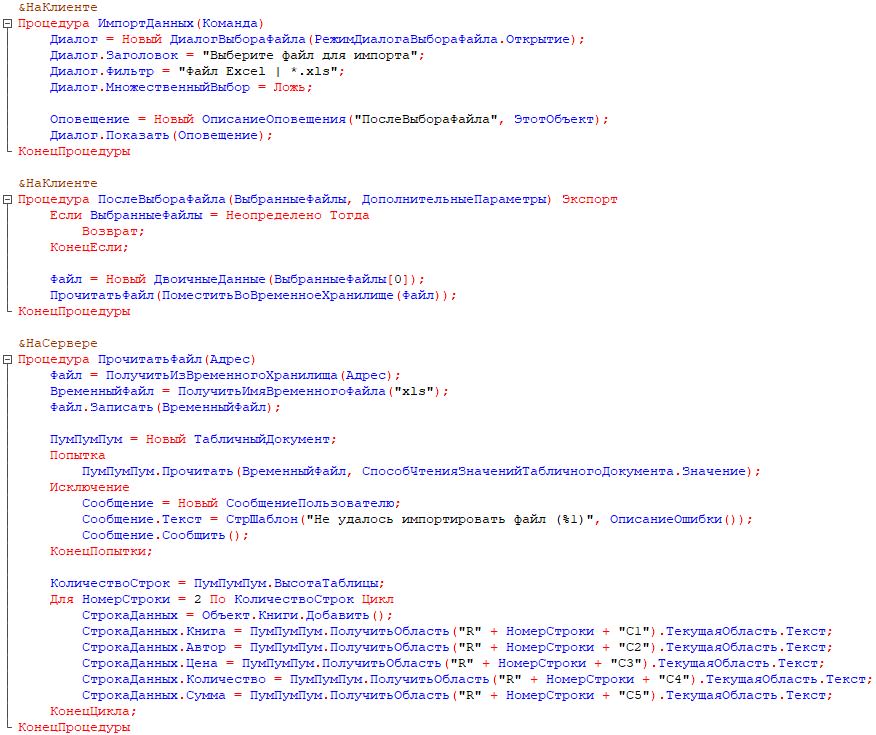 &НаКлиенте
Процедура ИмпортДанных(Команда)
Диалог = Новый ДиалогВыбораФайла(РежимДиалогаВыбораФайла.Открытие);
Диалог.Заголовок = "Выберите файл для импорта";
Диалог.Фильтр = "Файл Excel | *.xls";
Диалог.МножественныйВыбор = Ложь;
Оповещение = Новый ОписаниеОповещения("ПослеВыбораФайла", ЭтотОбъект);
Диалог.Показать(Оповещение);
КонецПроцедуры
&НаКлиенте
Процедура ПослеВыбораФайла(ВыбранныеФайлы, ДополнительныеПараметры) Экспорт
Если ВыбранныеФайлы = Неопределено Тогда
Возврат;
КонецЕсли;
Файл = Новый ДвоичныеДанные(ВыбранныеФайлы[0]);
ПрочитатьФайл(ПоместитьВоВременноеХранилище(Файл));
КонецПроцедуры
&НаСервере
Процедура ПрочитатьФайл(Адрес)
Файл = ПолучитьИзВременногоХранилища(Адрес);
ВременныйФайл = ПолучитьИмяВременногоФайла("xls");
Файл.Записать(ВременныйФайл);
ПумПумПум = Новый ТабличныйДокумент;
Попытка
ПумПумПум.Прочитать(ВременныйФайл, СпособЧтенияЗначенийТабличногоДокумента.Значение);
Исключение
Сообщение = Новый СообщениеПользователю;
Сообщение.Текст = СтрШаблон("Не удалось импортировать файл (%1)", ОписаниеОшибки());
Сообщение.Сообщить();
КонецПопытки;
КоличествоСтрок = ПумПумПум.ВысотаТаблицы;
Для НомерСтроки = 2 По КоличествоСтрок Цикл
СтрокаДанных = Объект.Книги.Добавить();
СтрокаДанных.Книга = ПумПумПум.ПолучитьОбласть("R" + НомерСтроки + "C1").ТекущаяОбласть.Текст;
СтрокаДанных.Автор = ПумПумПум.ПолучитьОбласть("R" + НомерСтроки + "C2").ТекущаяОбласть.Текст;
СтрокаДанных.Цена = ПумПумПум.ПолучитьОбласть("R" + НомерСтроки + "C3").ТекущаяОбласть.Текст;
СтрокаДанных.Количество = ПумПумПум.ПолучитьОбласть("R" + НомерСтроки + "C4").ТекущаяОбласть.Текст;
СтрокаДанных.Сумма = ПумПумПум.ПолучитьОбласть("R" + НомерСтроки + "C5").ТекущаяОбласть.Текст;
КонецЦикла;
КонецПроцедуры